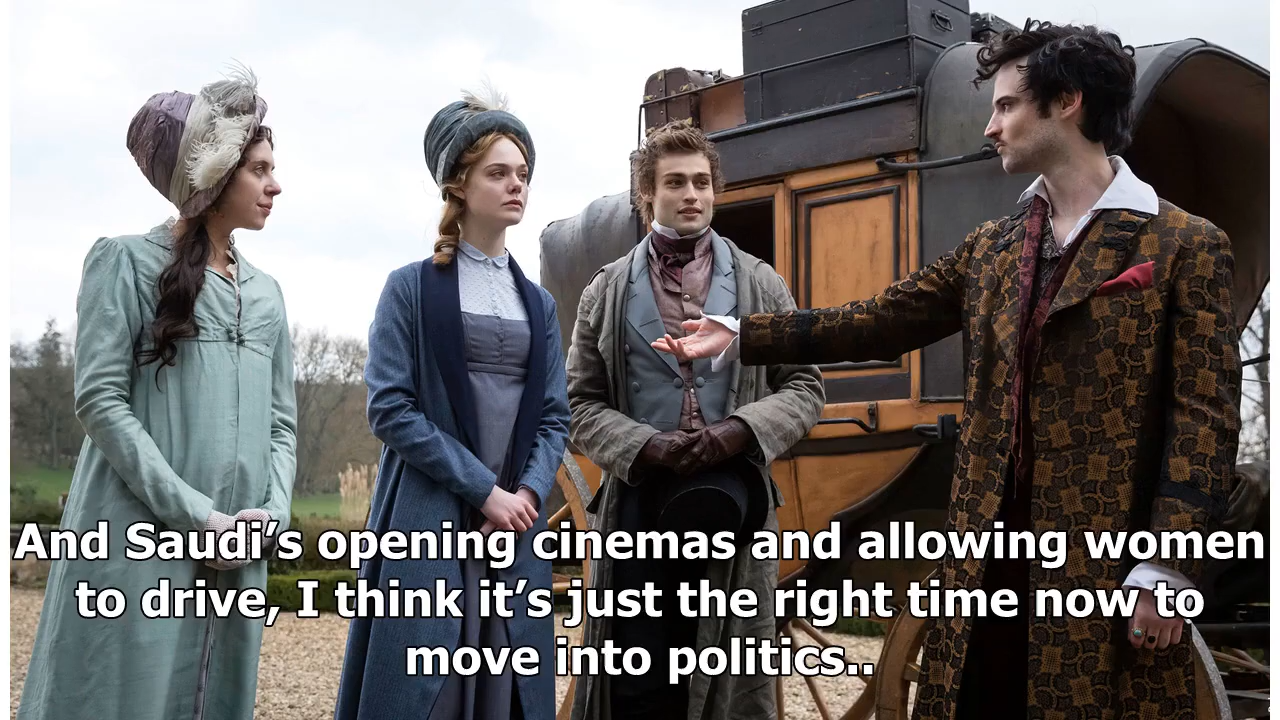 And Saudi’s opening cinemas and allowing women
to drive, I think it’s just the right time now to
move into politics..